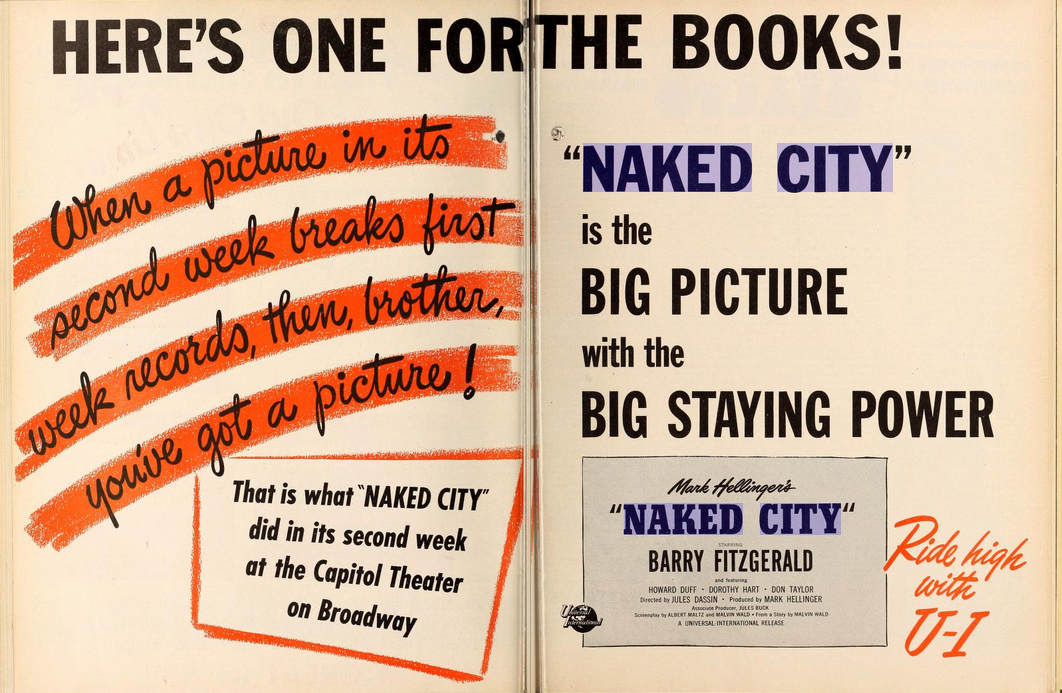 HERE'S ONE FOR THE BOOKS!
When a picture in its
second week breaks first
week records, then, brother,
you've got a picture!
That is what "NAKED CITY"
did in its second week
at the Capitol Theater
on Broadway
"NAKED CITY"
is the
BIG PICTURE
with the
BIG STAYING POWER
Mark Hellinger's
"NAKED CITY"
STARRING
BARRY FITZGERALD
and featuring
HOWARD DUFF · DOROTHY HART · DON TAYLOR
Directed by JULES DASSIN · Produced by MARK HELLINGER
Associate Producer, JULES BUCK
Screenplay by ALBERT MALTZ and MALVIN WALD · From a Story by MALVIN WALD
A UNIVERSAL-INTERNATIONAL RELEASE
Universal
International
Ride high
with
U-I